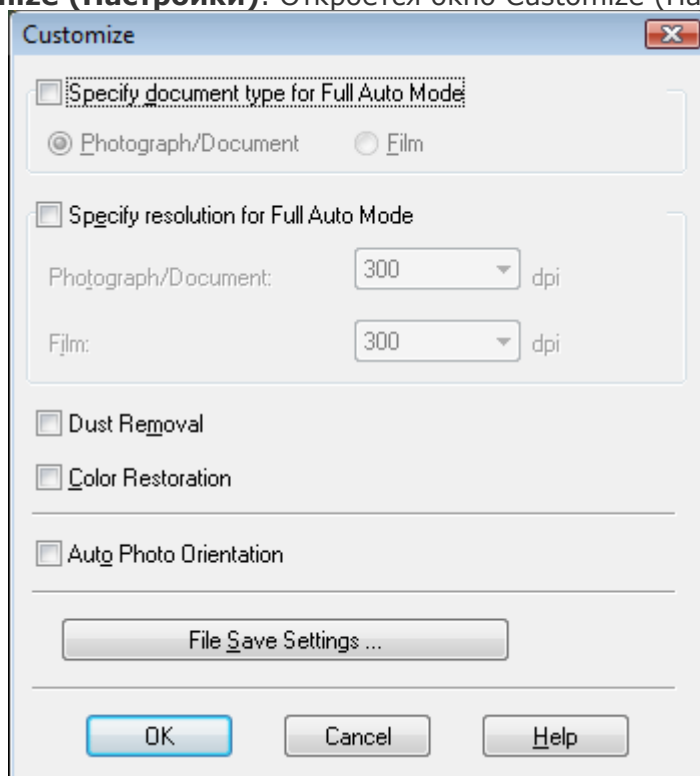 mize (Настройки). Откроется окно Customize (На
Customize
Specify document type for Full Auto Mode
Photograph/Document Film
Specify resolution for Full Auto Mode
Photograph/Document: 300 dpi
Film: 300 dpi
Dust Removal
Color Restoration
Auto Photo Orientation
File Save Settings ...
OK Cancel Help